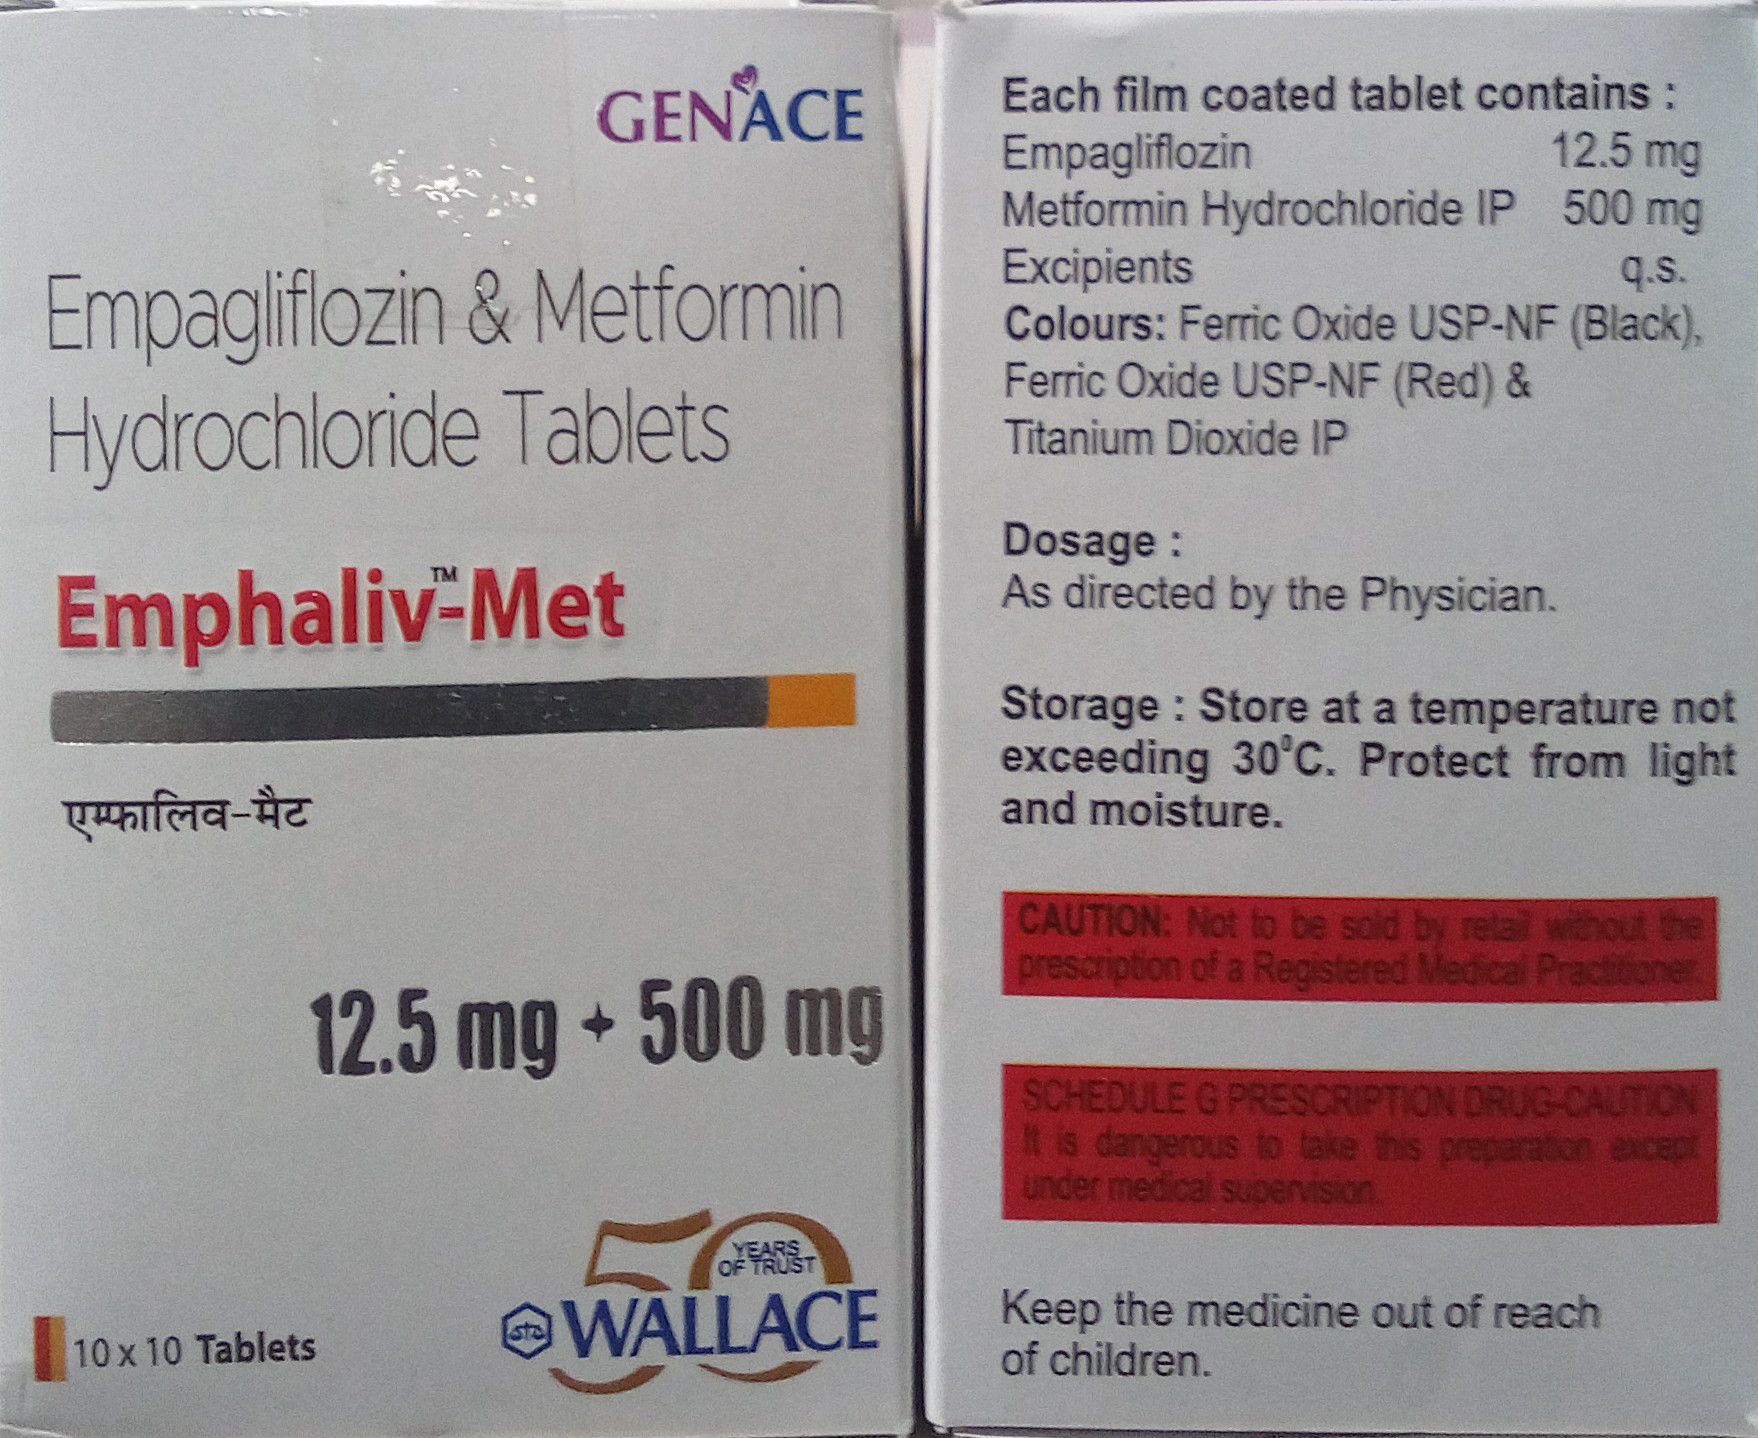 GENACE
Empagliflozin & Metformin
Hydrochloride Tablets
Emphaliv™-Met
एम्फालिव-मैट
12.5 mg + 500 mg
50
YEARS
OF TRUST
WALLACE
10 x 10 Tablets
Each film coated tablet contains :
Empagliflozin 12.5 mg
Metformin Hydrochloride IP 500 mg
Excipients q.s.
Colours: Ferric Oxide USP-NF (Black),
Ferric Oxide USP-NF (Red) &
Titanium Dioxide IP
Dosage :
As directed by the Physician.
Storage : Store at a temperature not
exceeding 30⁰C. Protect from light
and moisture.
CAUTION: Not to be sold by retail without the
prescription of a Registered Medical Practitioner.
SCHEDULE G PRESCRIPTION DRUG-CAUTION
It is dangerous to take this preparation except
under medical supervision.
Keep the medicine out of reach
of children.